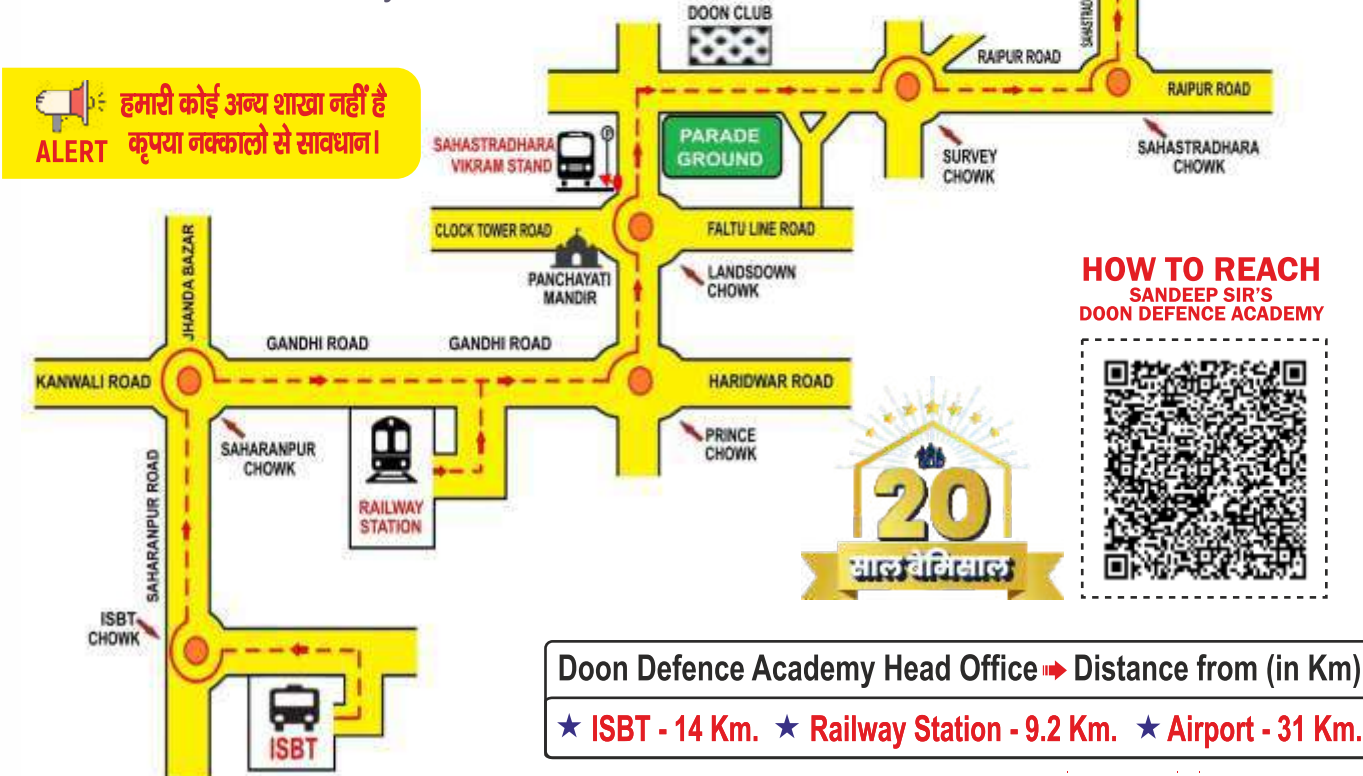 DOON CLUB
RAIPUR ROAD
RAIPUR ROAD
हमारी कोई अन्य शाखा नहीं है
कृपया नक्कालो से सावधान।
ALERT
SAHASTRADHARA
VIKRAM STAND
P
PARADE
GROUND
SURVEY
CHOWK
SAHASTRADHARA
CHOWK
CLOCK TOWER ROAD
FALTU LINE ROAD
PANCHAYATI
MANDIR
LANDSDOWN
CHOWK
JHANDA BAZAR
HOW TO REACH
SANDEEP SIR'S
DOON DEFENCE ACADEMY
GANDHI ROAD
GANDHI ROAD
KANWALI ROAD
HARIDWAR ROAD
SAHARANPUR
CHOWK
PRINCE
CHOWK
SAHARANPUR ROAD
RAILWAY
STATION
20
साल बेमिसाल
ISBT
CHOWK
ISBT
Doon Defence Academy Head Office Distance from (in Km)
ISBT - 14 Km. Railway Station - 9.2 Km. Airport - 31 Km.